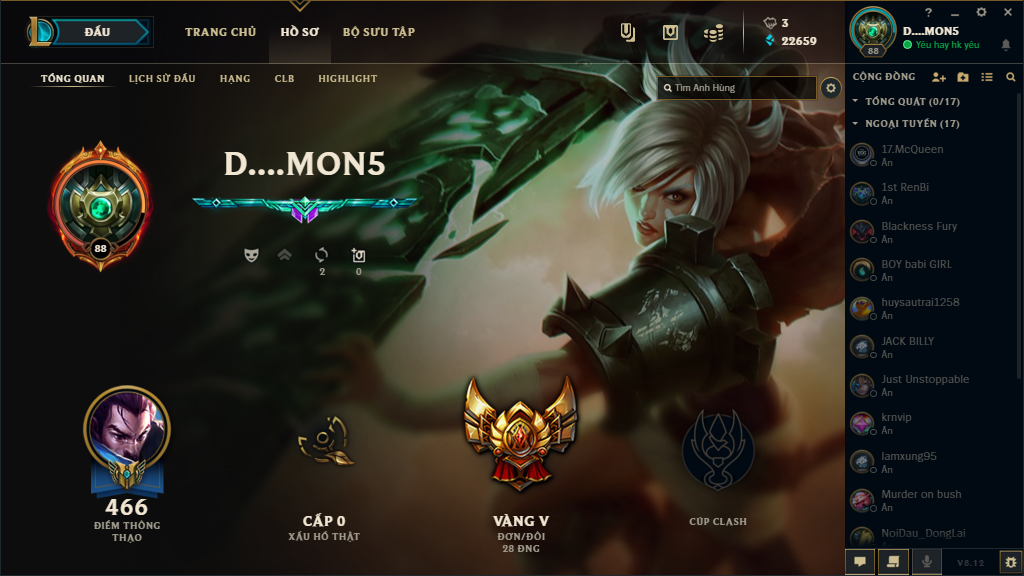 ĐẤU
TRANG CHỦ
HỒ SƠ
BỘ SƯU TẬP
3
22659
D....MON5
Yêu hay hk yêu
88
TỔNG QUAN
LỊCH SỬ ĐẤU
HẠNG
CLB
HIGHLIGHT
Tìm Anh Hùng
CỘNG ĐỒNG
TỔNG QUÁT (0/17)
NGOẠI TUYẾN (17)
17.McQueen
Ẩn
1st RenBi
Ẩn
Blackness Fury
Ẩn
BOY babi GIRL
Ẩn
huysautrai1258
Ẩn
JACK BILLY
Ẩn
Just Unstoppable
Ẩn
krnvip
Ẩn
lamxung95
Ẩn
Murder on bush
Ẩn
NoiDau_DongLai
V8.12
D....MON5
88
2
0
466
ĐIỂM THÔNG
THẠO
CẤP 0
XẤU HỔ THẬT
VÀNG V
ĐƠN/ĐÔI
28 ĐNG
CÚP CLASH